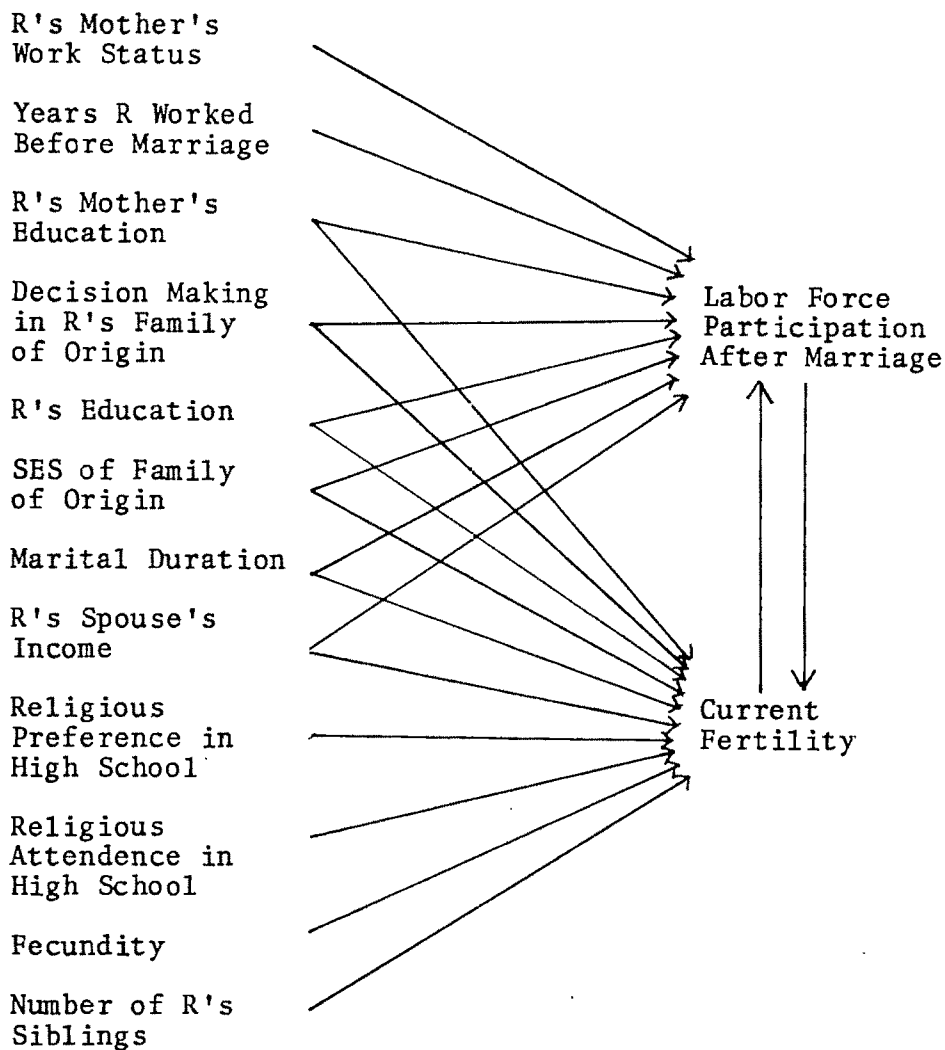 R's Mother's
Work Status
Years R Worked
Before Marriage
R's Mother's
Education
Decision Making
in R's Family
of Origin
R's Education
SES of Family
of Origin
Marital Duration
R's Spouse's
Income
Religious
Preference in
High School
Religious
Attendence in
High School
Fecundity
Number of R's
Siblings
Labor Force
Participation
After Marriage
Current
Fertility